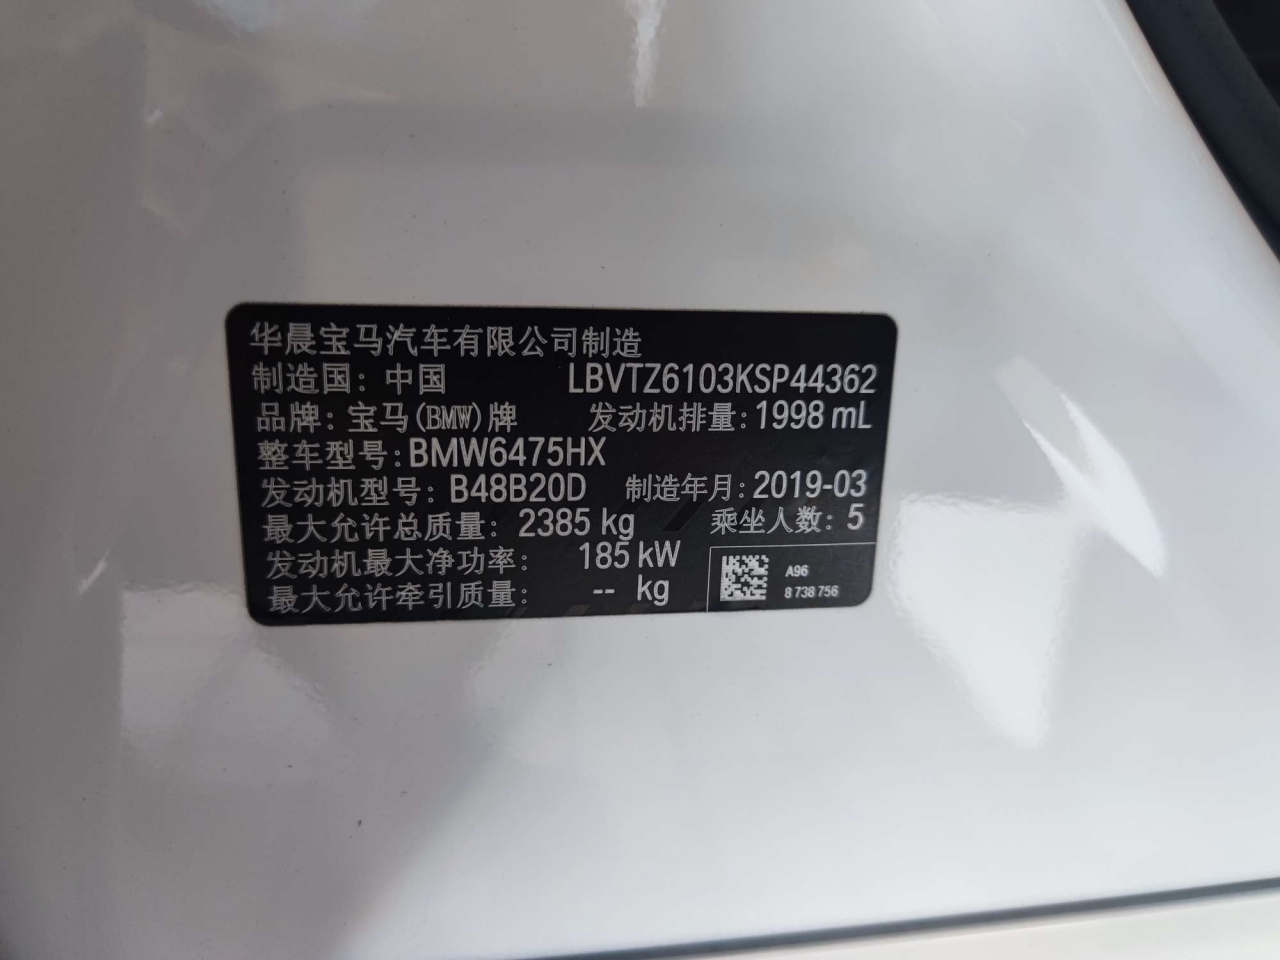 华晨宝马汽车有限公司制造
制造国：中国 LBVTZ6103KSP44362
品牌：宝马(BMW)牌 发动机排量：1998 mL
整车型号：BMW6475HX
发动机型号：B48B20D 制造年月：2019-03
最大允许总质量：2385 kg 乘坐人数：5
发动机最大净功率：185 kW
最大允许牵引质量：-- kg
A96
8 738 756